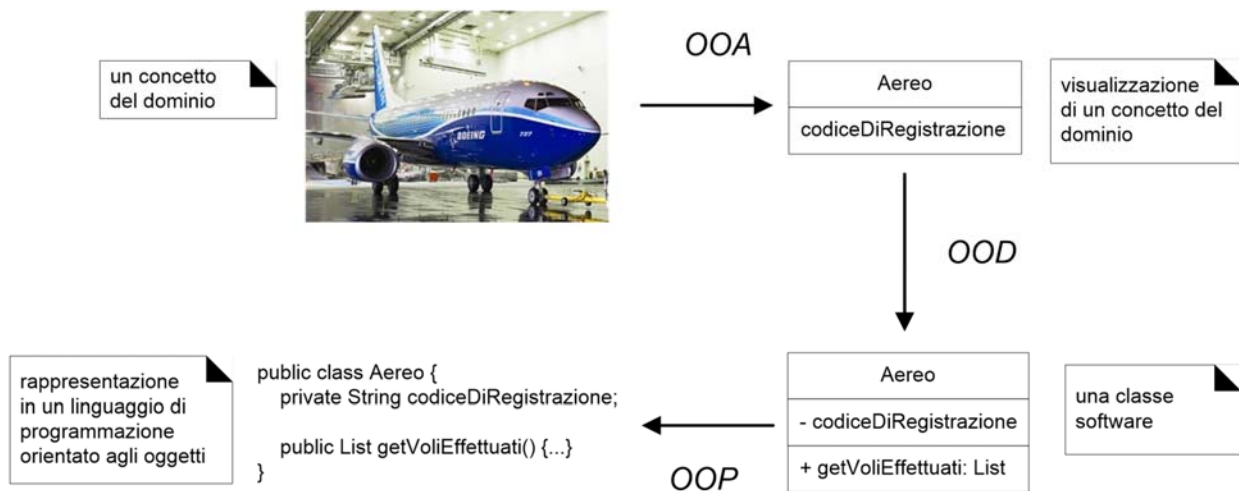 un concetto
del dominio
BOEING
737
OOA
Aereo
codiceDiRegistrazione
visualizzazione
di un concetto del
dominio
OOD
Aereo
- codiceDiRegistrazione
+ getVoliEffettuati: List
una classe
software
OOP
public class Aereo {
private String codiceDiRegistrazione;
public List getVoliEffettuati() {...}
}
rappresentazione
in un linguaggio di
programmazione
orientato agli oggetti